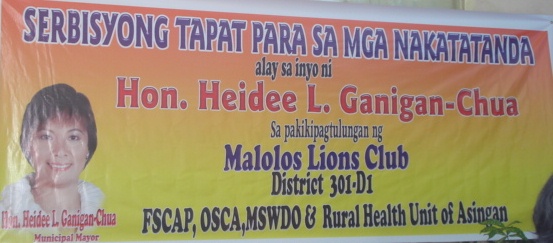 SERBISYONG TAPAT PARA SA MGA NAKATATANDA
alay sa inyo ni
Hon. Heidee L. Ganigan-Chua
Sa pakikipagtulungan ng
Malolos Lions Club
District 301-D1
FSCAP, OSCA,MSWDO & Rural Health Unit of Asingan
Hon. Heidee L. Ganigan-Chua
Municipal Mayor